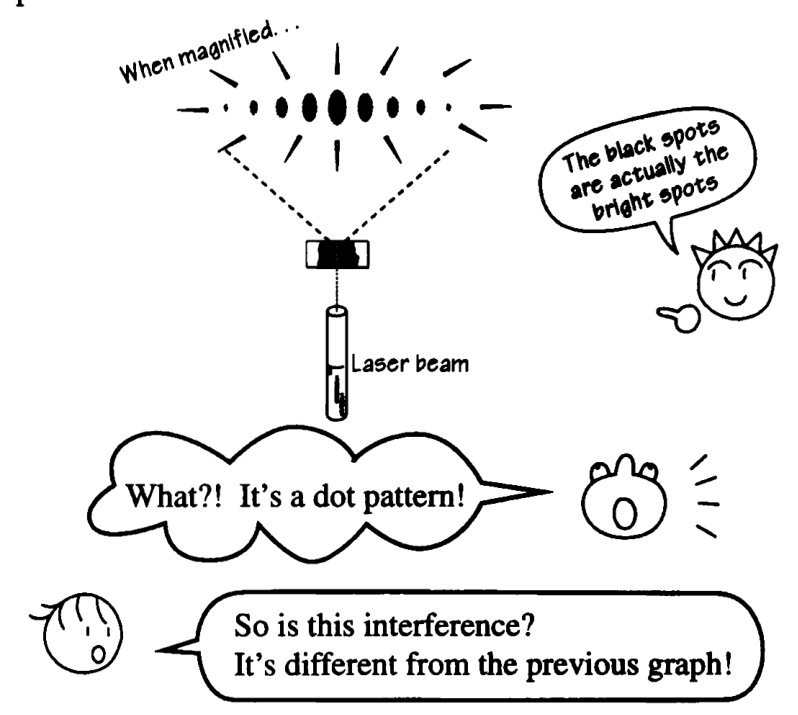 When magnified. . .
The black spots
are actually the
bright spots
Laser beam
What?! It's a dot pattern!
So is this interference?
It's different from the previous graph!